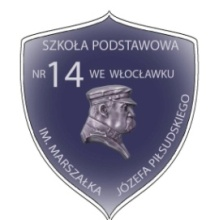 SZKOŁA PODSTAWOWA
NR 14 WE WŁOCŁAWKU
IM. MARSZAŁKA
JÓZEFA PIŁSUDSKIEGO